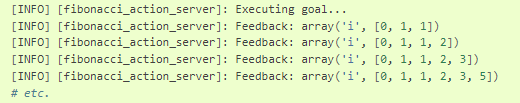 [INFO] [fibonacci_action_server]: Executing goal...
[INFO] [fibonacci_action_server]: Feedback: array('i', [0, 1, 1])
[INFO] [fibonacci_action_server]: Feedback: array('i', [0, 1, 1, 2])
[INFO] [fibonacci_action_server]: Feedback: array('i', [0, 1, 1, 2, 3])
[INFO] [fibonacci_action_server]: Feedback: array('i', [0, 1, 1, 2, 3, 5])
# etc.